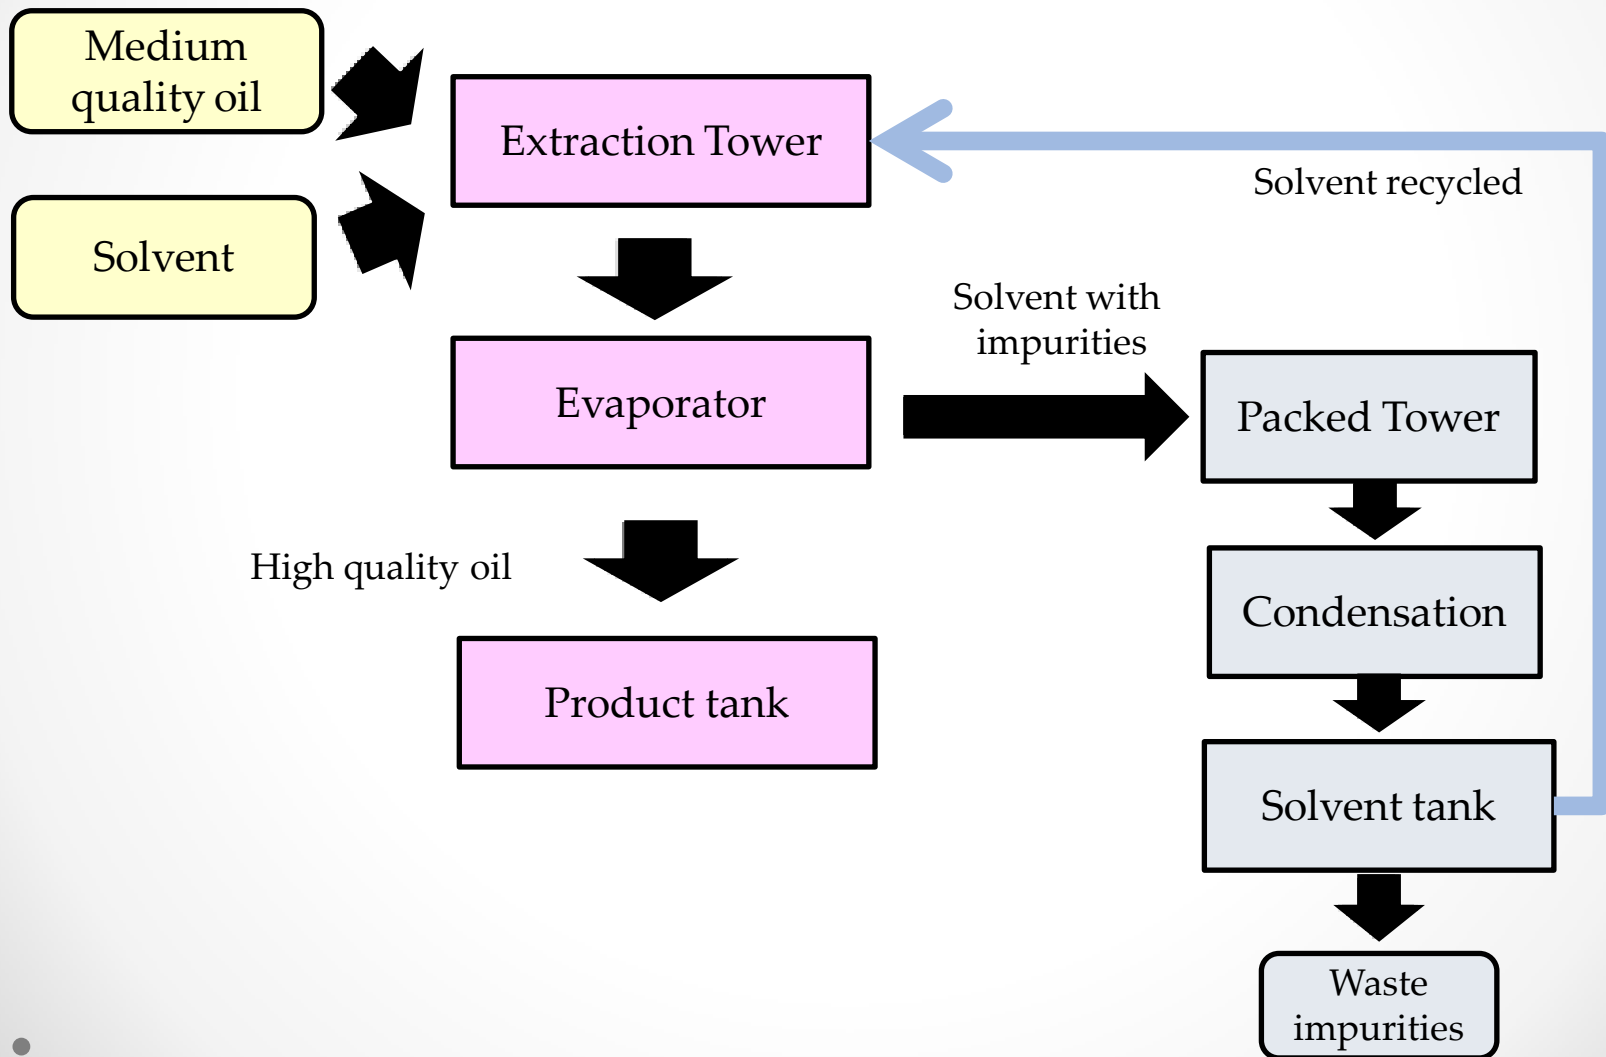 Medium
quality oil
Extraction Tower
Solvent recycled
Solvent
Solvent with
impurities
Evaporator
Packed Tower
High quality oil
Condensation
Product tank
Solvent tank
Waste
impurities